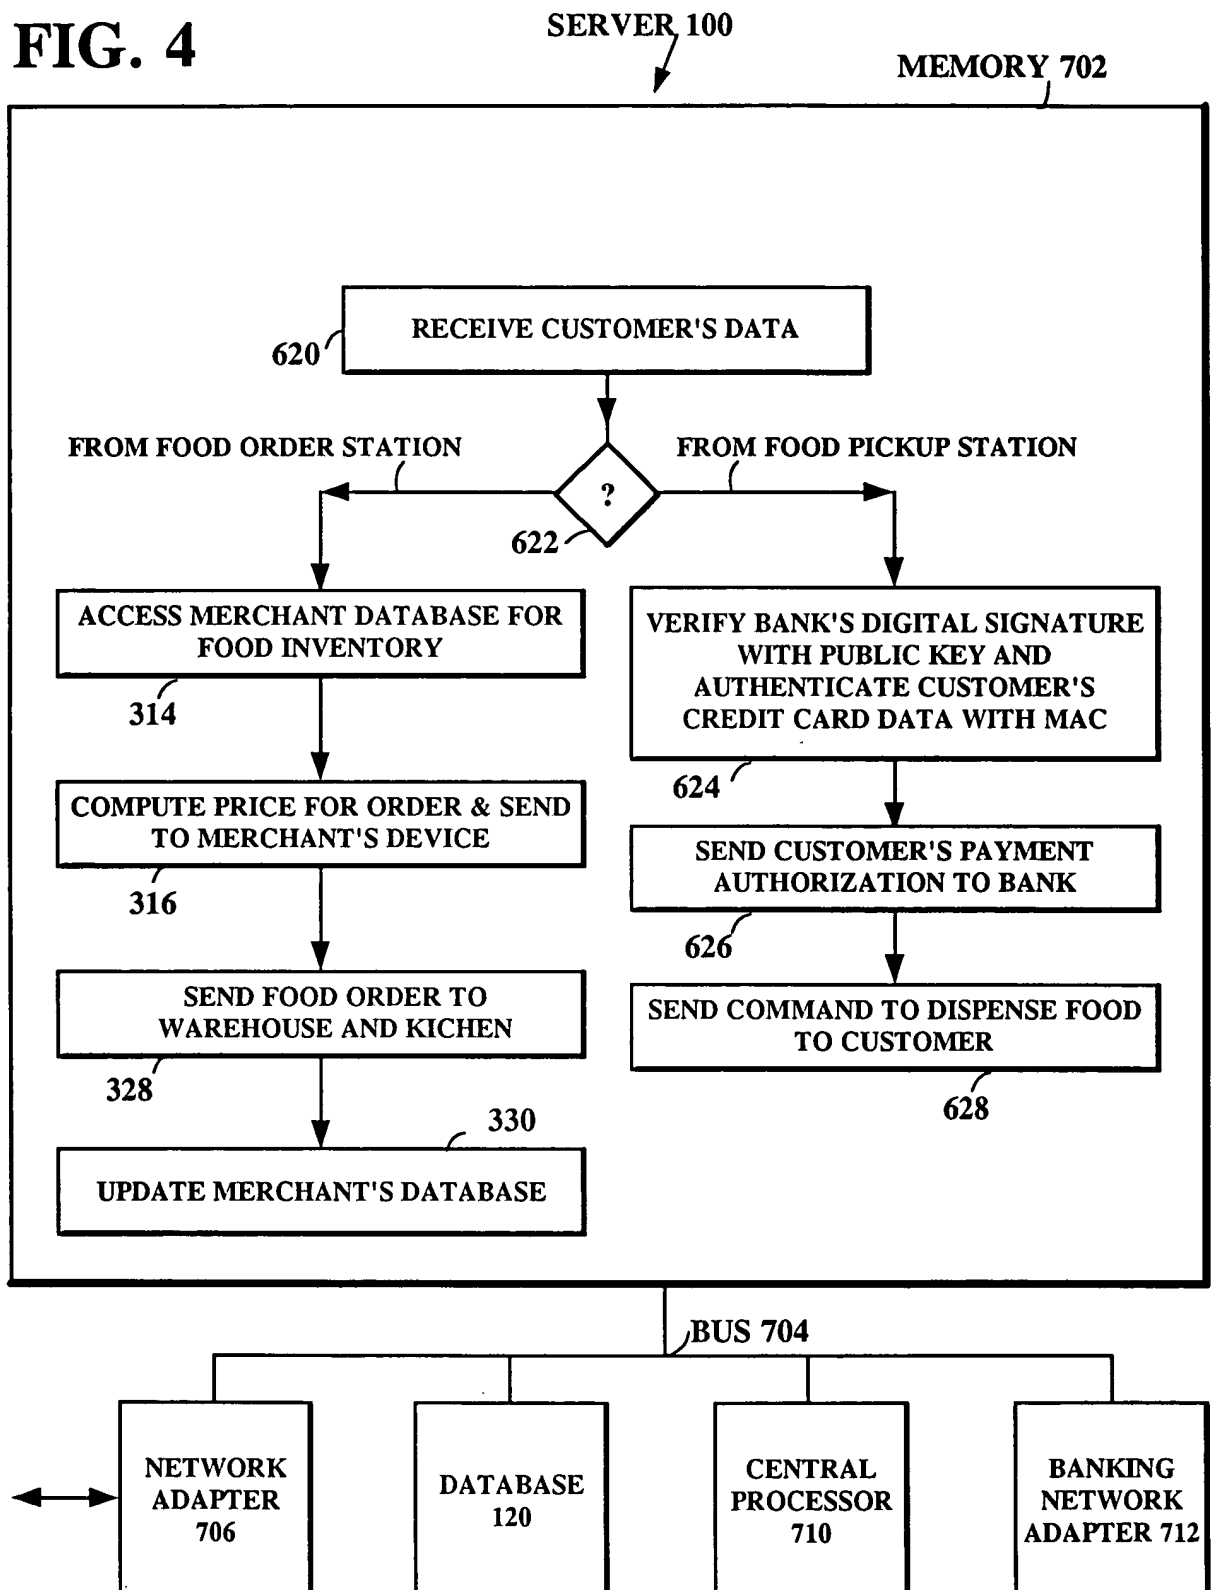 FIG. 4
SERVER 100
MEMORY 702
RECEIVE CUSTOMER'S DATA
620
FROM FOOD ORDER STATION
FROM FOOD PICKUP STATION
?
622
ACCESS MERCHANT DATABASE FOR
FOOD INVENTORY
314
COMPUTE PRICE FOR ORDER & SEND
TO MERCHANT'S DEVICE
316
SEND FOOD ORDER TO
WAREHOUSE AND KICHEN
328
330
UPDATE MERCHANT'S DATABASE
VERIFY BANK'S DIGITAL SIGNATURE
WITH PUBLIC KEY AND
AUTHENTICATE CUSTOMER'S
CREDIT CARD DATA WITH MAC
624
SEND CUSTOMER'S PAYMENT
AUTHORIZATION TO BANK
626
SEND COMMAND TO DISPENSE FOOD
TO CUSTOMER
628
BUS 704
NETWORK
ADAPTER
706
DATABASE
120
CENTRAL
PROCESSOR
710
BANKING
NETWORK
ADAPTER 712